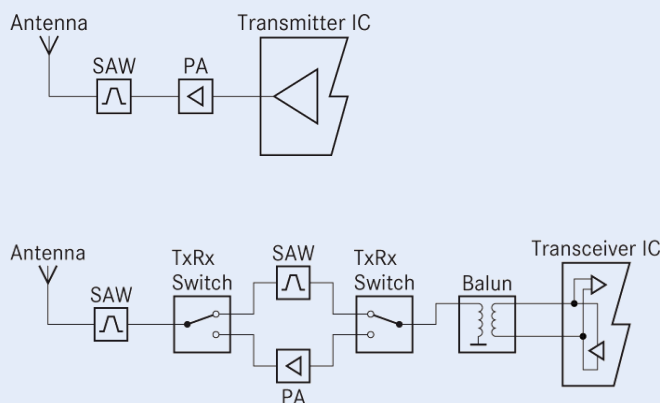 Antenna
Transmitter IC
SAW
PA
Antenna
SAW
TxRx
Switch
SAW
PA
TxRx
Switch
Balun
Transceiver IC